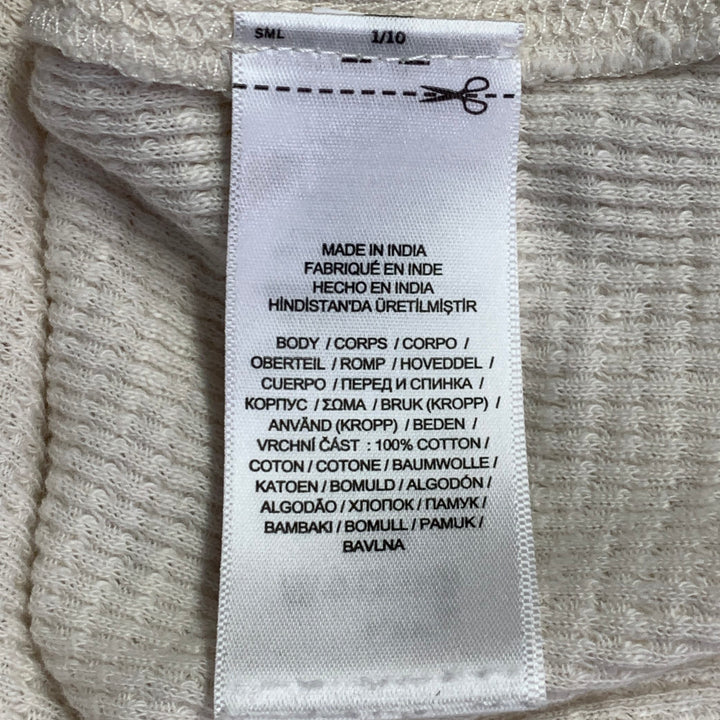 SML 1/10
MADE IN INDIA
FABRIQUÉ EN INDE
HECHO EN INDIA
HİNDİSTAN'DA ÜRETİLMİŞTİR
BODY / CORPS / CORPO /
OBERTEIL / ROMP / HOVEDDEL /
CUERPO / ПЕРЕД И СПИНКА /
КОРПУС / ΣΩΜΑ / BRUK (KROPP) /
ANVÄND (KROPP) / BEDEN /
VRCHNÍ ČÁST : 100% COTTON /
COTON / COTONE / BAUMWOLLE /
KATOEN / BOMULD / ALGODÓN /
ALGODÃO / ХЛОПОК / ПАМУК /
BAMBAKI / BOMULL / PAMUK /
BAVLNA